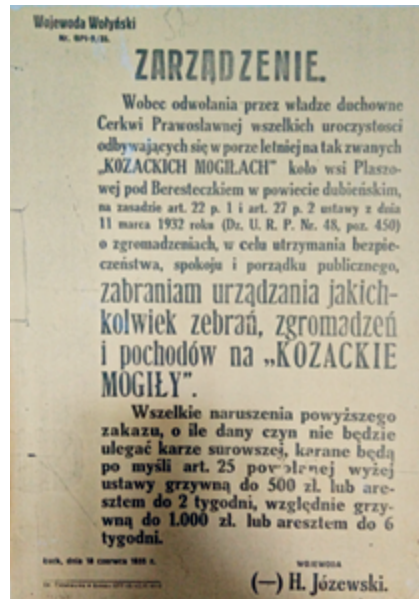 Wojewoda Wołyński
ZARZĄDZENIE.
Wobec odwołania przez władze duchowne
Cerkwi Prawosławnej wszelkich uroczystości
odbywających się w porze letniej na tak zwanych
„KOZACKICH MOGIŁACH” koło wsi Plaszo-
wej pod Beresteczkiem w powiecie dubieńskim,
na zasadzie art. 22 p. 1 i art. 27 p. 2 ustawy z dnia
11 marca 1932 roku (Dz. U. R. P. Nr. 48, poz. 450)
o zgromadzeniach, w celu utrzymania bezpie-
czeństwa, spokoju i porządku publicznego,
zabraniam urządzania jakich-
kolwiek zebrań, zgromadzeń
i pochodów na „KOZACKIE
MOGIŁY”.
Wszelkie naruszenia powyższego
zakazu, o ile dany czyn nie będzie
ulegać karze surowszej, karane będą
po myśli art. 25 powołanej wyżej
ustawy grzywną do 500 zł. lub are-
sztem do 2 tygodni, względnie grzy-
wną do 1.000 zł. lub aresztem do 6
tygodni.
Łuck, dnia 18 czerwca 1935 r.
WOJEWODA
(—) H. Józewski.